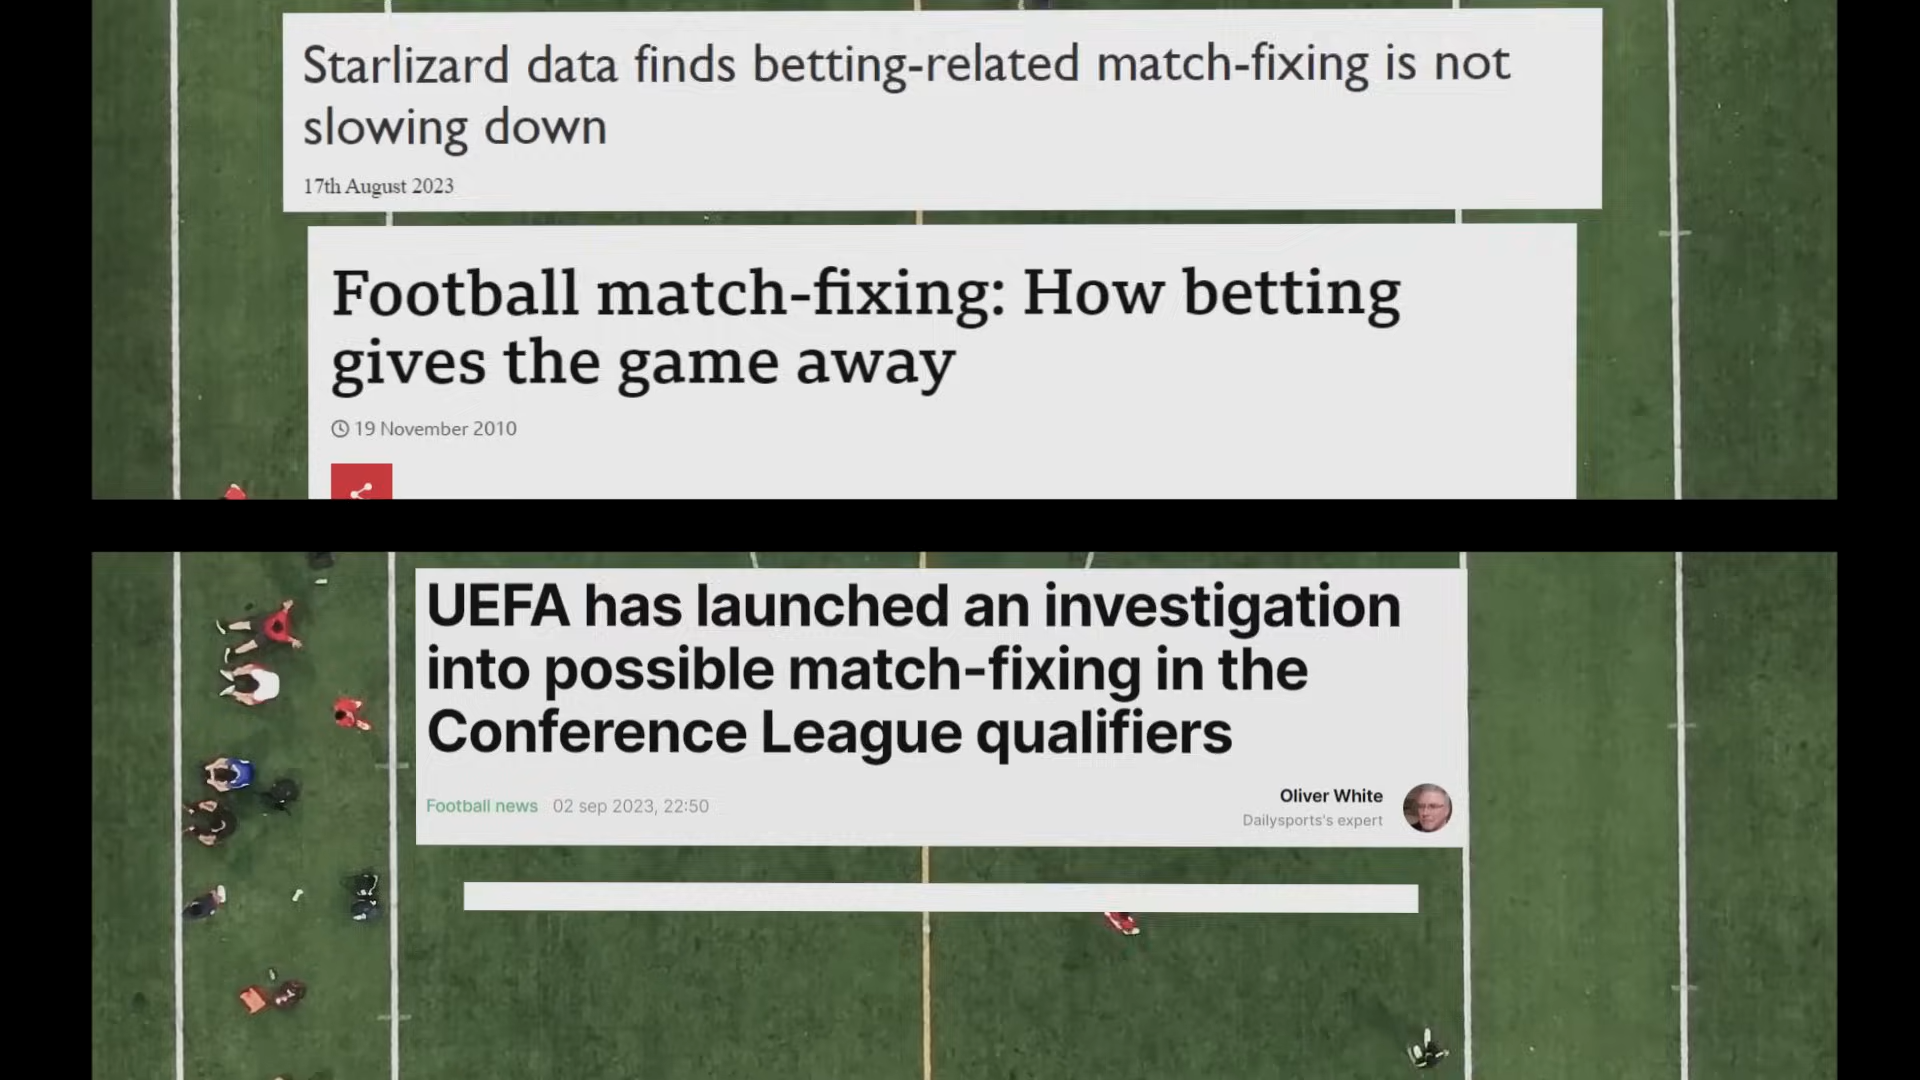 Starlizard data finds betting-related match-fixing is not
slowing down
17th August 2023
Football match-fixing: How betting
gives the game away
19 November 2010
UEFA has launched an investigation
into possible match-fixing in the
Conference League qualifiers
Football news 02 sep 2023, 22:50
Oliver White
Dailysports's expert